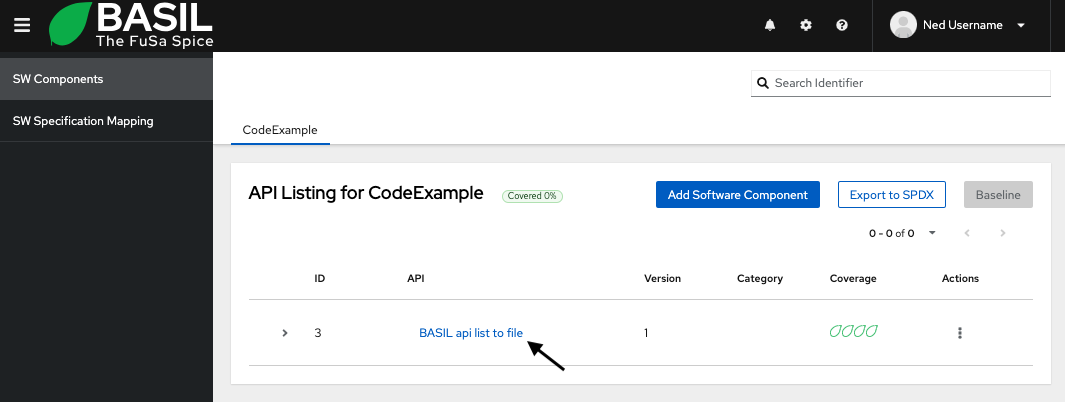 BASIL
The FuSa Spice
Ned Username
SW Components
SW Specification Mapping
Search Identifier
CodeExample
API Listing for CodeExample
Covered 0%
Add Software Component
Export to SPDX
Baseline
0 - 0 of 0
ID API Version Category Coverage Actions
3 BASIL api list to file 1